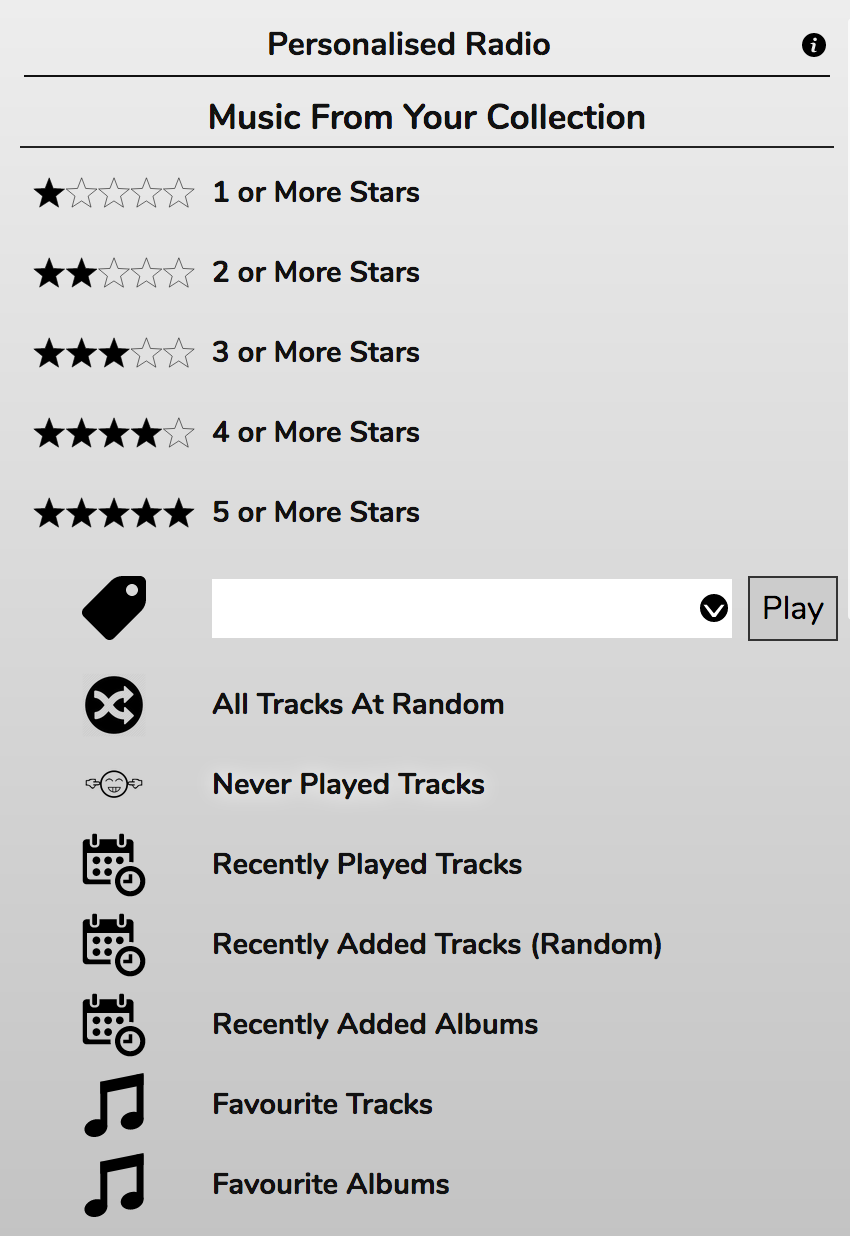 Personalised Radio
Music From Your Collection
1 or More Stars
2 or More Stars
3 or More Stars
4 or More Stars
5 or More Stars
Play
All Tracks At Random
Never Played Tracks
Recently Played Tracks
Recently Added Tracks (Random)
Recently Added Albums
Favourite Tracks
Favourite Albums